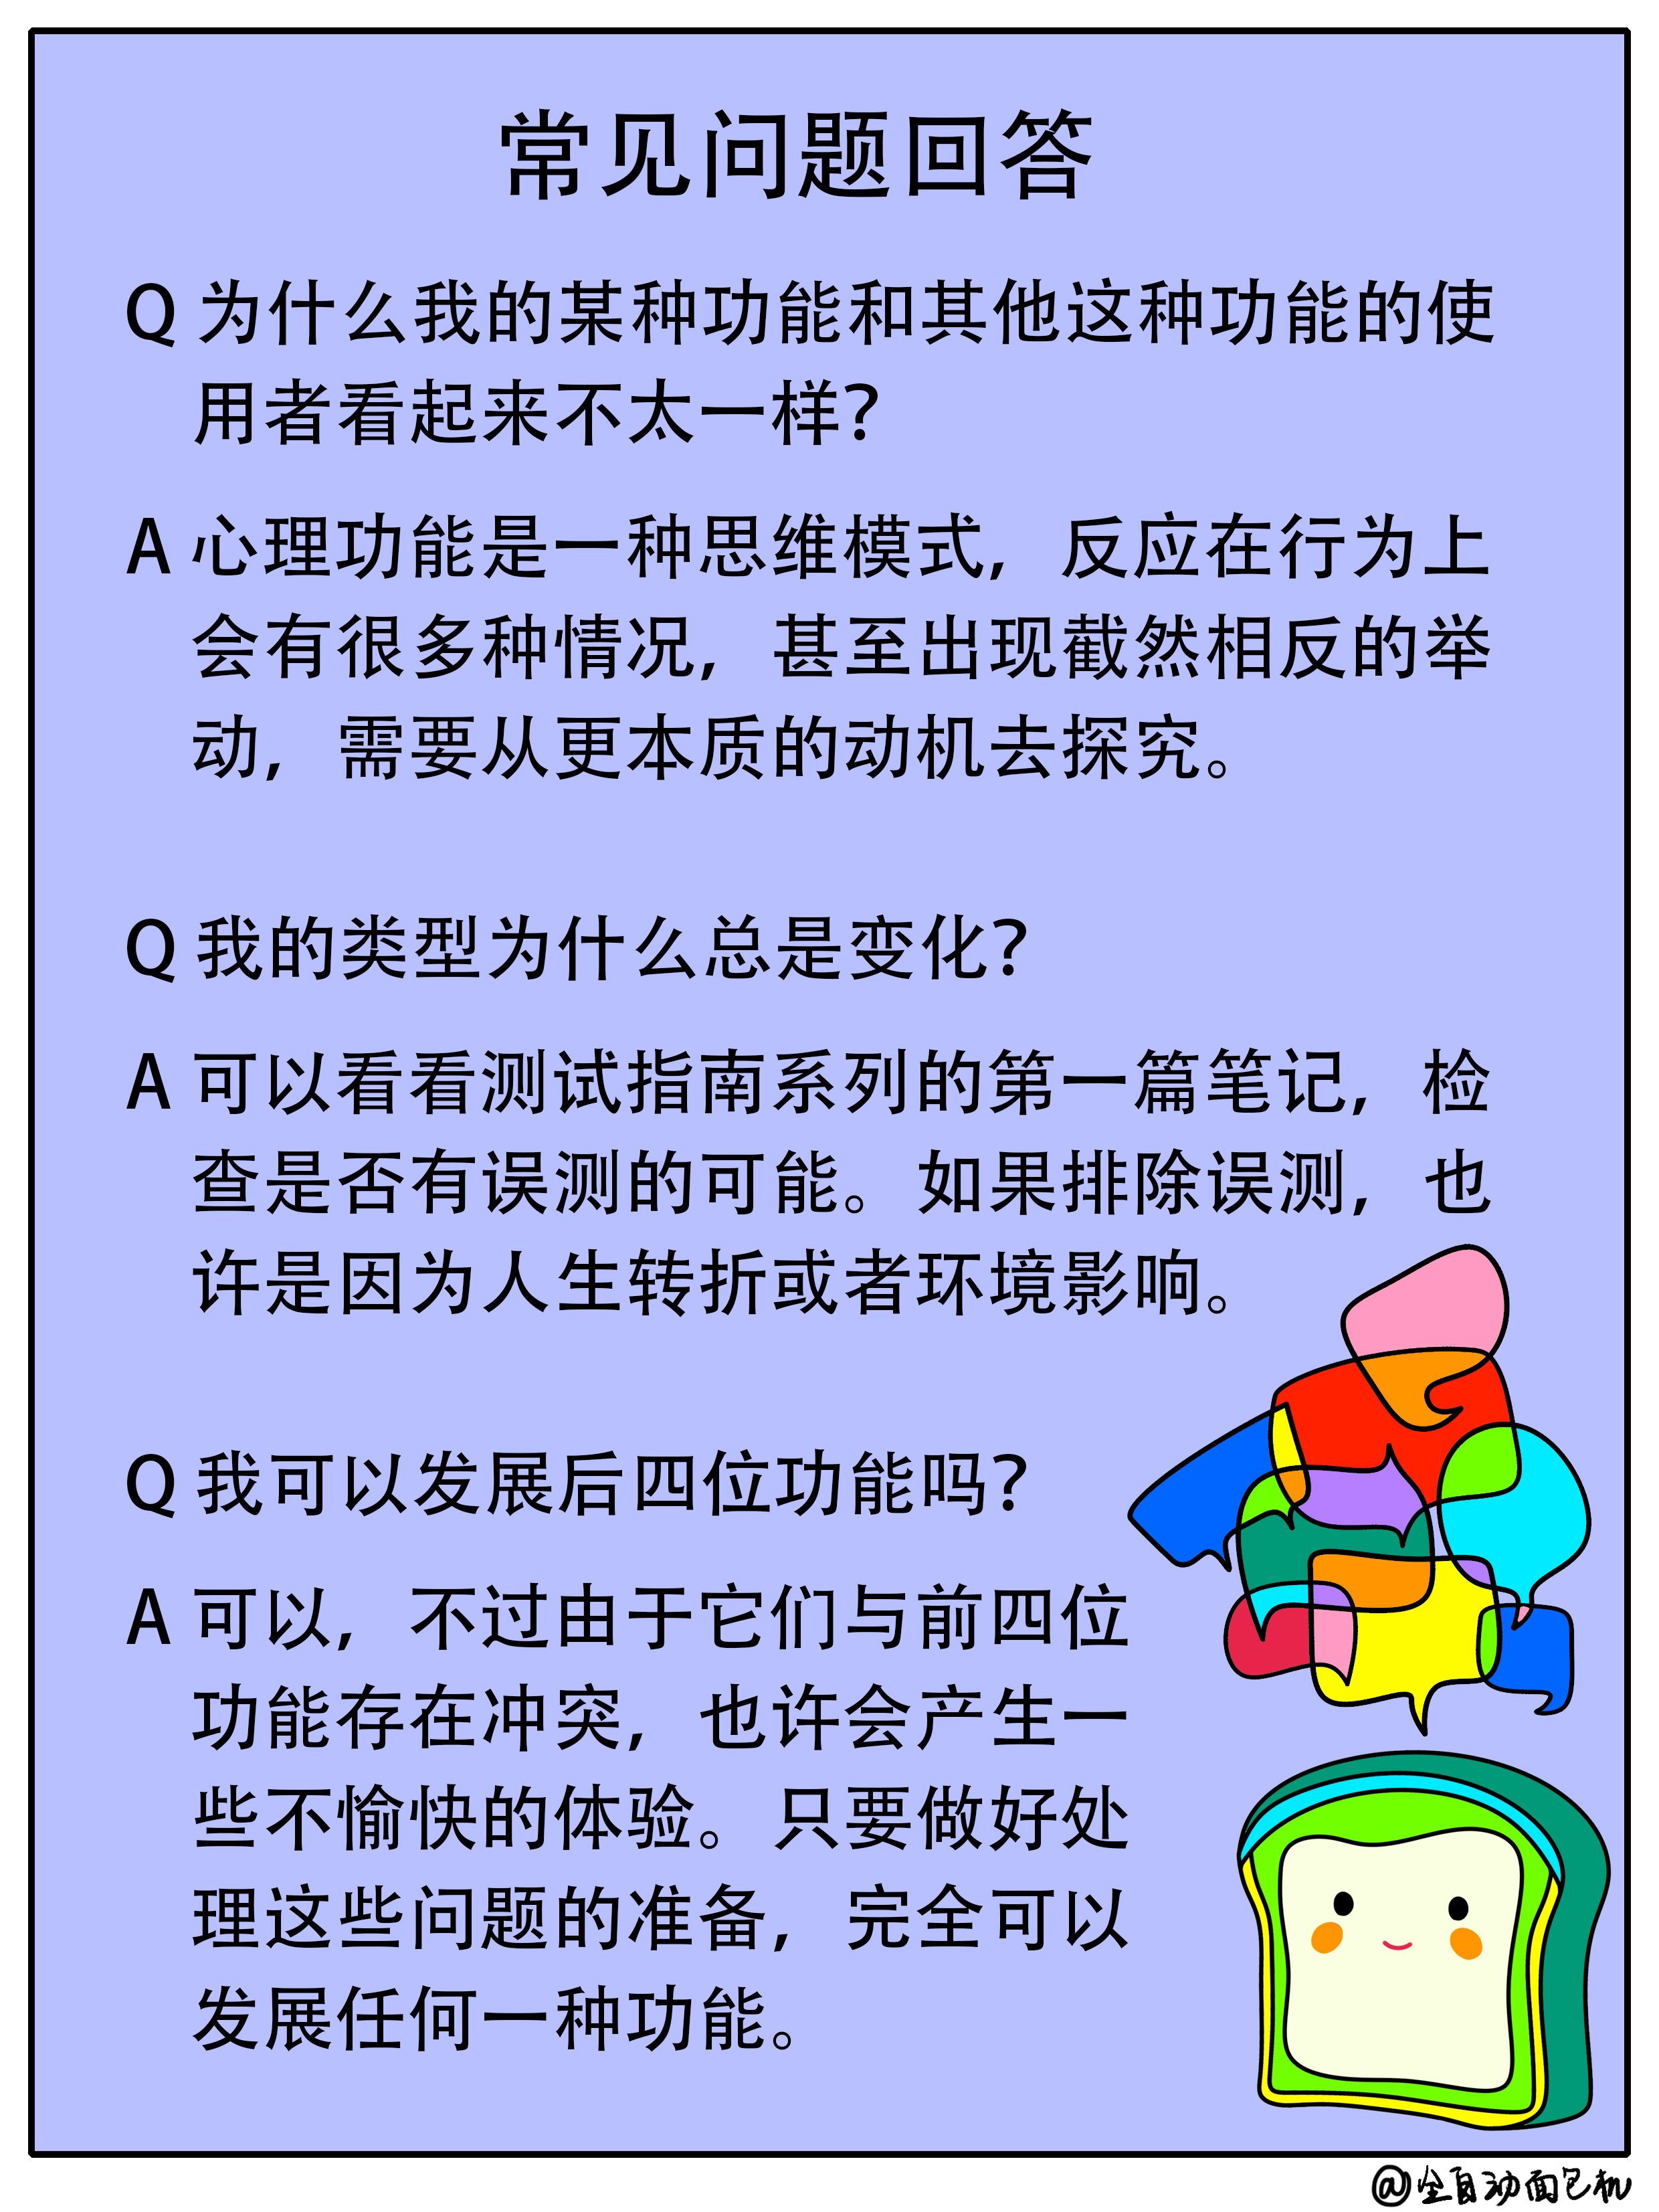 常见问题回答
Q 为什么我的某种功能和其他这种功能的使
用者看起来不太一样?
A 心理功能是一种思维模式，反应在行为上
会有很多种情况，甚至出现截然相反的举
动，需要从更本质的动机去探究。
Q 我的类型为什么总是变化?
A 可以看看测试指南系列的第一篇笔记，检
查是否有误测的可能。如果排除误测，也
许是因为人生转折或者环境影响。
Q 我可以发展后四位功能吗?
A 可以，不过由于它们与前四位
功能存在冲突，也许会产生一
些不愉快的体验。只要做好处
理这些问题的准备，完全可以
发展任何一种功能。
@全自动面包机